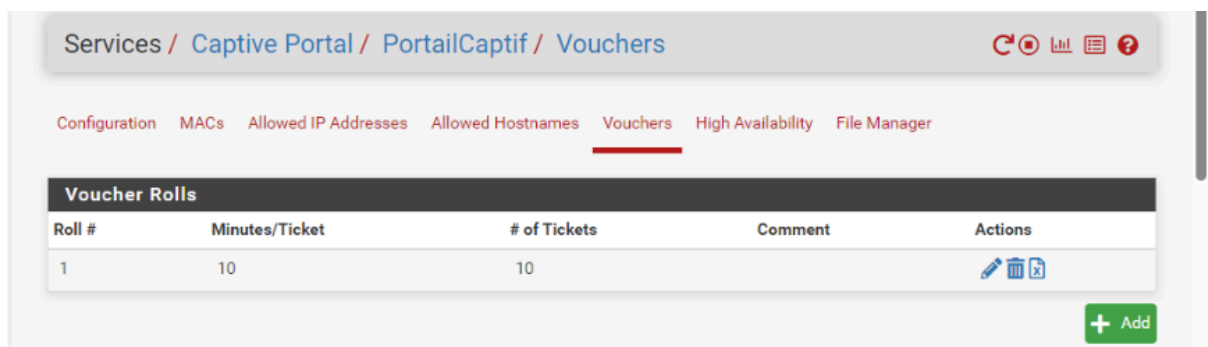 Services / Captive Portal / PortailCaptif / Vouchers
Configuration MACs Allowed IP Addresses Allowed Hostnames Vouchers High Availability File Manager
Voucher Rolls
Roll # Minutes/Ticket # of Tickets Comment Actions
1 10 10
+ Add